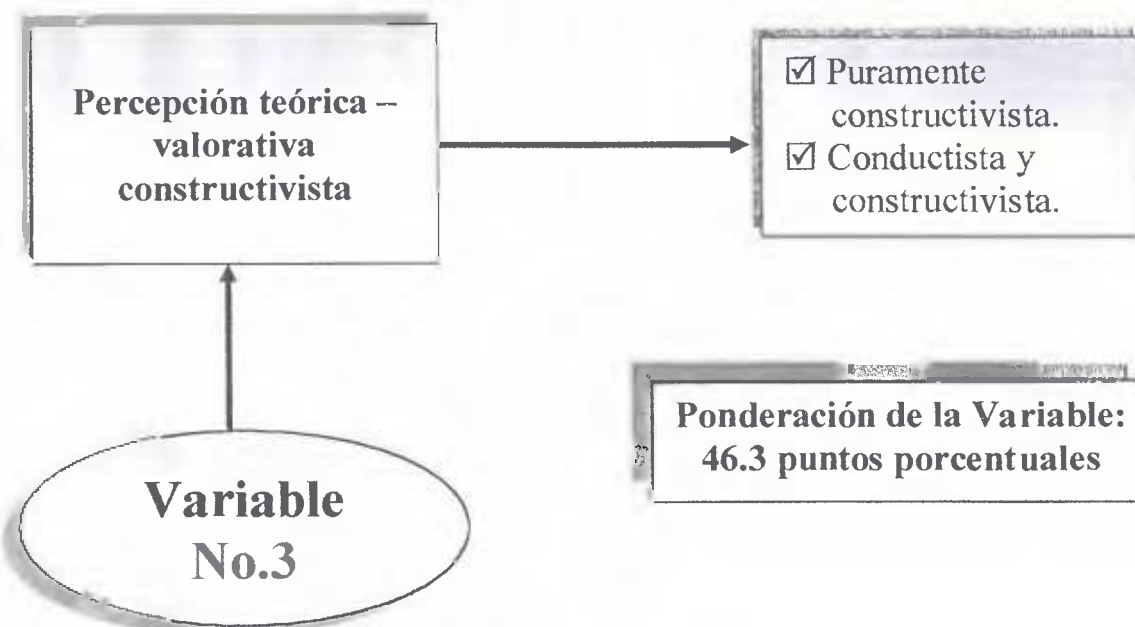 Percepción teórica –
valorativa
constructivista
☑ Puramente
constructivista.
☑ Conductista y
constructivista.
Ponderación de la Variable:
46.3 puntos porcentuales
Variable
No.3